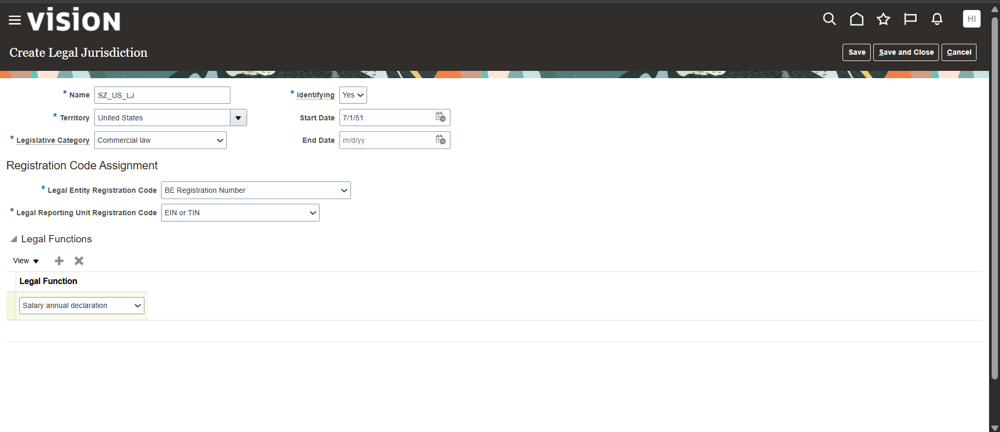 vision
HI
Create Legal Jurisdiction
Save
Save and Close
Cancel
* Name SZ_US_LJ
* Identifying Yes
* Territory United States
Start Date 7/1/51
* Legislative Category Commercial law
End Date m/d/yy
Registration Code Assignment
* Legal Entity Registration Code BE Registration Number
* Legal Reporting Unit Registration Code EIN or TIN
Legal Functions
View
Legal Function
Salary annual declaration